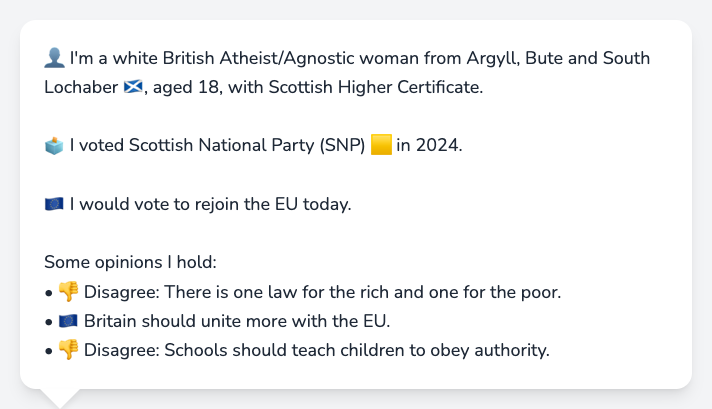 👤 I'm a white British Atheist/Agnostic woman from Argyll, Bute and South
Lochaber 🏴󠁧󠁢󠁳󠁣󠁴󠁿, aged 18, with Scottish Higher Certificate.
🗳️ I voted Scottish National Party (SNP) 🟨 in 2024.
🇪🇺 I would vote to rejoin the EU today.
Some opinions I hold:
• 👎 Disagree: There is one law for the rich and one for the poor.
• 🇪🇺 Britain should unite more with the EU.
• 👎 Disagree: Schools should teach children to obey authority.